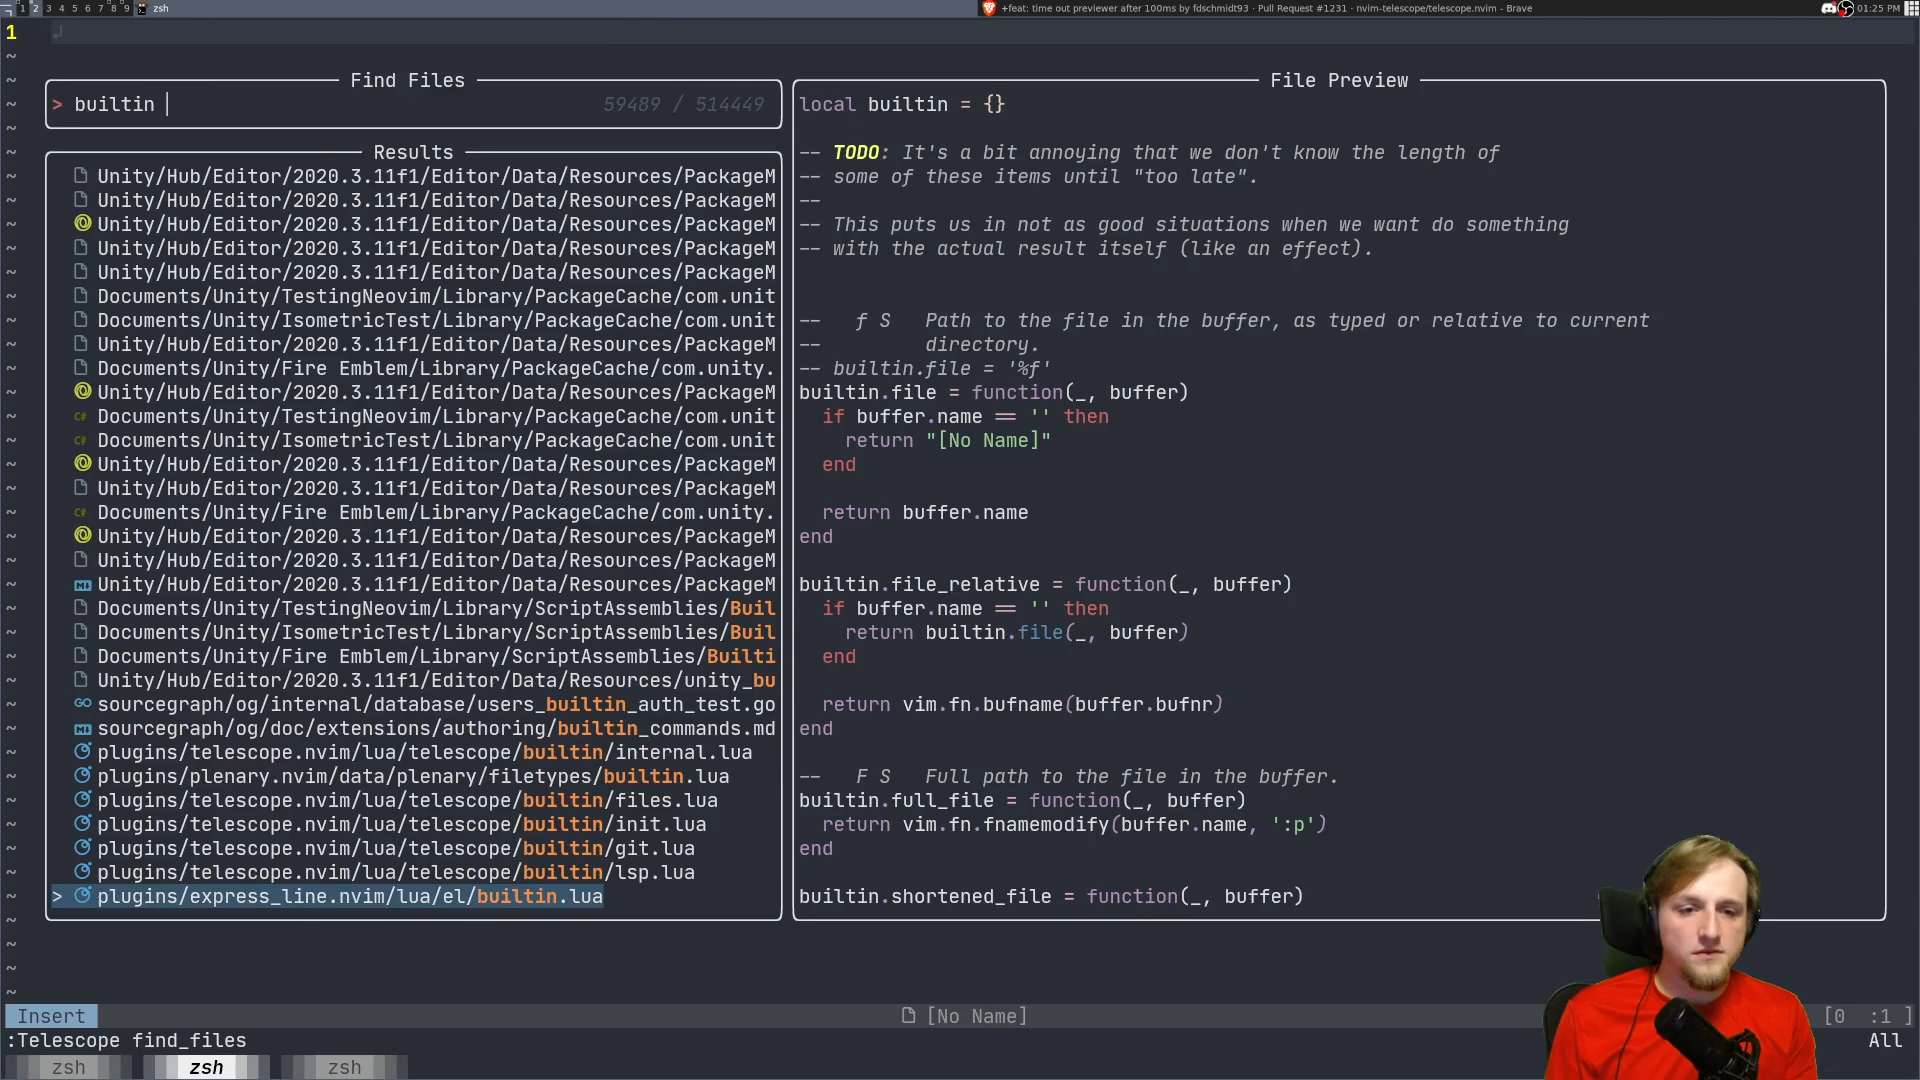 1 2 3 4 5 6 7 8 9 zsh
+feat: time out previewer after 100ms by fdschmidt93 · Pull Request #1231 · nvim-telescope/telescope.nvim - Brave
01:25 PM
1
Find Files
> builtin
59489 / 514449
Results
Unity/Hub/Editor/2020.3.11f1/Editor/Data/Resources/PackageM
Unity/Hub/Editor/2020.3.11f1/Editor/Data/Resources/PackageM
Unity/Hub/Editor/2020.3.11f1/Editor/Data/Resources/PackageM
Unity/Hub/Editor/2020.3.11f1/Editor/Data/Resources/PackageM
Unity/Hub/Editor/2020.3.11f1/Editor/Data/Resources/PackageM
Documents/Unity/TestingNeovim/Library/PackageCache/com.unit
Documents/Unity/IsometricTest/Library/PackageCache/com.unit
Unity/Hub/Editor/2020.3.11f1/Editor/Data/Resources/PackageM
Documents/Unity/Fire Emblem/Library/PackageCache/com.unity.
Unity/Hub/Editor/2020.3.11f1/Editor/Data/Resources/PackageM
C# Documents/Unity/TestingNeovim/Library/PackageCache/com.unit
C# Documents/Unity/IsometricTest/Library/PackageCache/com.unit
Unity/Hub/Editor/2020.3.11f1/Editor/Data/Resources/PackageM
Unity/Hub/Editor/2020.3.11f1/Editor/Data/Resources/PackageM
C# Documents/Unity/Fire Emblem/Library/PackageCache/com.unity.
Unity/Hub/Editor/2020.3.11f1/Editor/Data/Resources/PackageM
Unity/Hub/Editor/2020.3.11f1/Editor/Data/Resources/PackageM
Unity/Hub/Editor/2020.3.11f1/Editor/Data/Resources/PackageM
Documents/Unity/TestingNeovim/Library/ScriptAssemblies/Buil
Documents/Unity/IsometricTest/Library/ScriptAssemblies/Buil
Documents/Unity/Fire Emblem/Library/ScriptAssemblies/Builti
Unity/Hub/Editor/2020.3.11f1/Editor/Data/Resources/unity_bu
sourcegraph/og/internal/database/users_builtin_auth_test.go
sourcegraph/og/doc/extensions/authoring/builtin_commands.md
plugins/telescope.nvim/lua/telescope/builtin/internal.lua
plugins/plenary.nvim/data/plenary/filetypes/builtin.lua
plugins/telescope.nvim/lua/telescope/builtin/files.lua
plugins/telescope.nvim/lua/telescope/builtin/init.lua
plugins/telescope.nvim/lua/telescope/builtin/git.lua
plugins/telescope.nvim/lua/telescope/builtin/lsp.lua
> plugins/express_line.nvim/lua/el/builtin.lua
File Preview
local builtin = {}
-- TODO: It's a bit annoying that we don't know the length of
-- some of these items until "too late".
--
-- This puts us in not as good situations when we want do something
-- with the actual result itself (like an effect).
-- f S Path to the file in the buffer, as typed or relative to current
-- directory.
-- builtin.file = '%f'
builtin.file = function(_, buffer)
if buffer.name == '' then
return "[No Name]"
end
return buffer.name
end
builtin.file_relative = function(_, buffer)
if buffer.name == '' then
return builtin.file(_, buffer)
end
return vim.fn.bufname(buffer.bufnr)
end
-- F S Full path to the file in the buffer.
builtin.full_file = function(_, buffer)
return vim.fn.fnamemodify(buffer.name, ':p')
end
builtin.shortened_file = function(_, buffer)
Insert
[No Name]
[0 :1 ]
:Telescope find_files
All
zsh zsh zsh